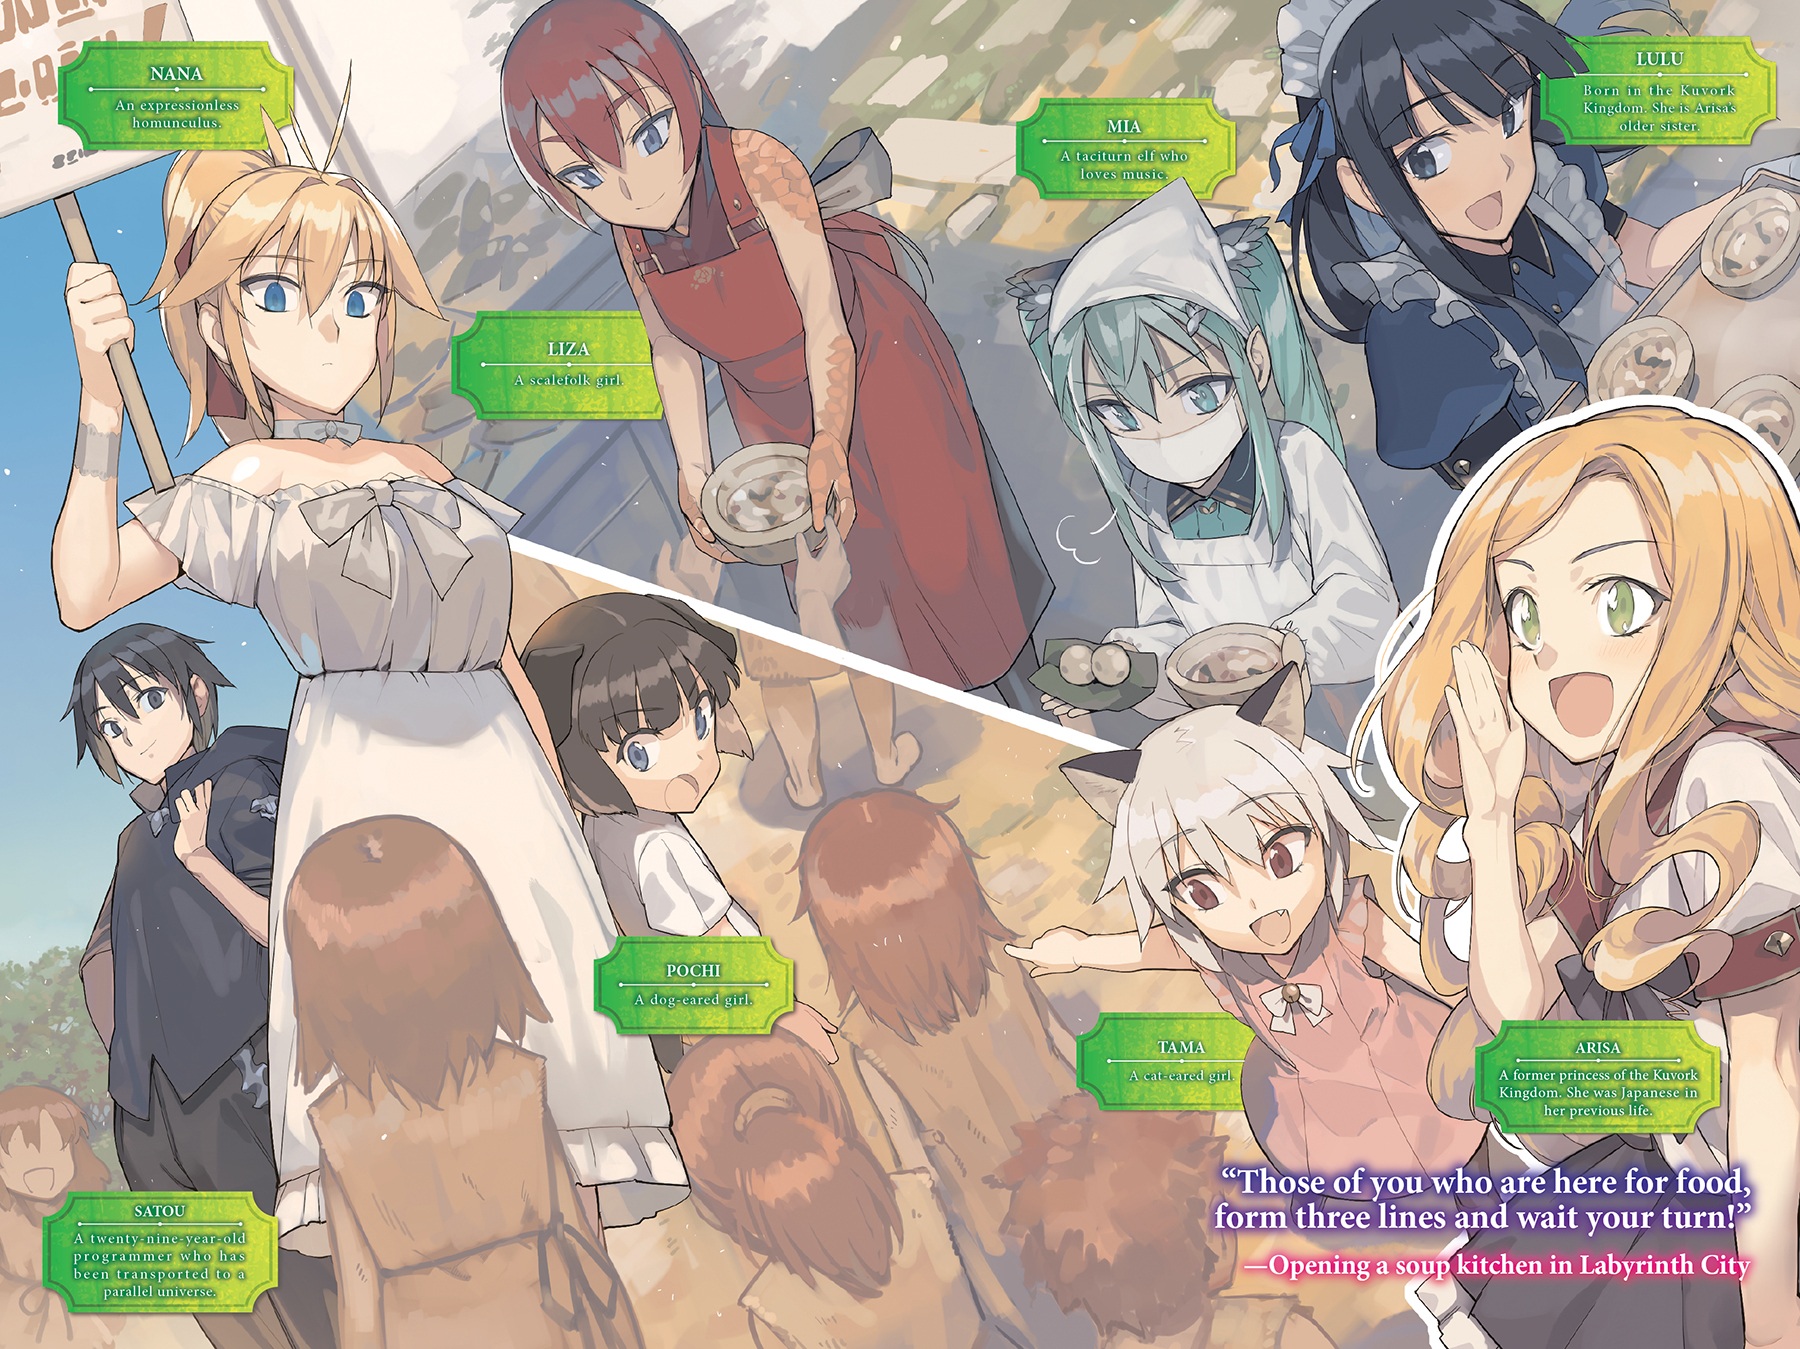 NANA
An expressionless
homunculus.
LIZA
A scalefolk girl.
MIA
A taciturn elf who
loves music.
LULU
Born in the Kuvork
Kingdom. She is Arisa's
older sister.
POCHI
A dog-eared girl.
TAMA
A cat-eared girl.
ARISA
A former princess of the Kuvork
Kingdom. She was Japanese in
her previous life.
SATOU
A twenty-nine-year-old
programmer who has
been transported to a
parallel universe.
“Those of you who are here for food,
form three lines and wait your turn!”
—Opening a soup kitchen in Labyrinth City